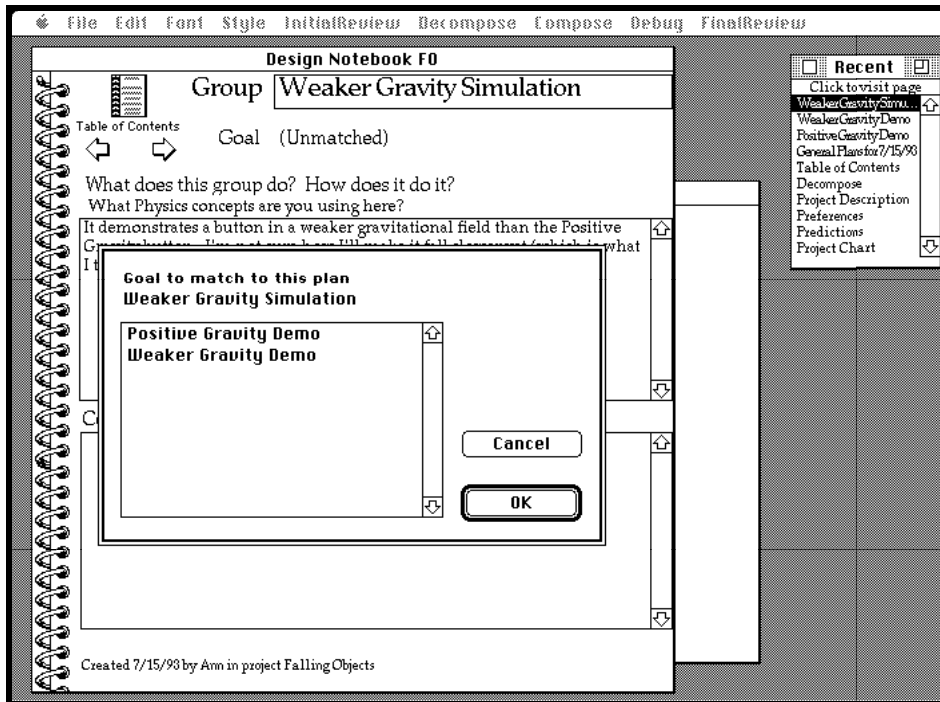 File Edit Font Style InitialReview Decompose Compose Debug FinalReview
Design Notebook FO
Group Weaker Gravity Simulation
Table of Contents
Goal (Unmatched)
What does this group do? How does it do it?
What Physics concepts are you using here?
It demonstrates a button in a weaker gravitational field than the Positive
what
I
Goal to match to this plan
Weaker Gravity Simulation
Positive Gravity Demo
Weaker Gravity Demo
Cancel
OK
Created 7/15/93 by Ann in project Falling Objects
Recent
Click to visit page
WeakerGravitySimu...
WeakerGravityDemo
PositiveGravityDemo
General Plans for 7/15/93
Table of Contents
Decompose
Project Description
Preferences
Predictions
Project Chart